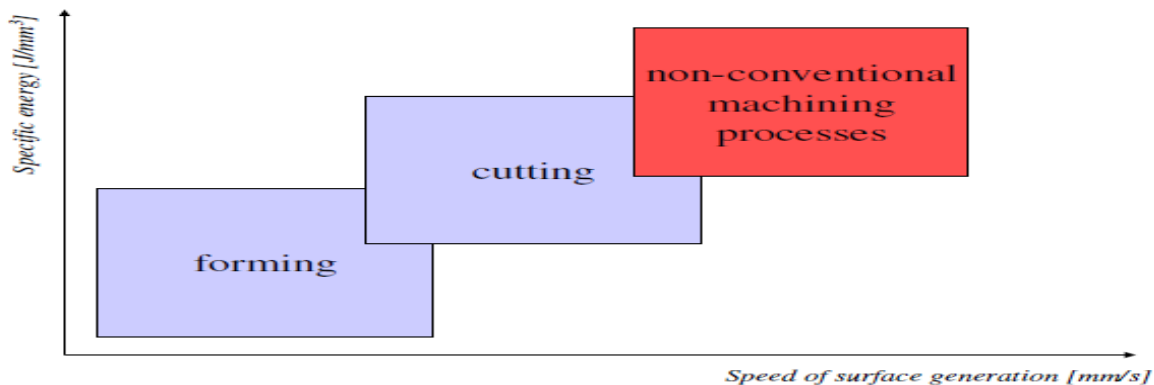 Specific energy [J/mm³]
non-conventional
machining
processes
cutting
forming
Speed of surface generation [mm/s]